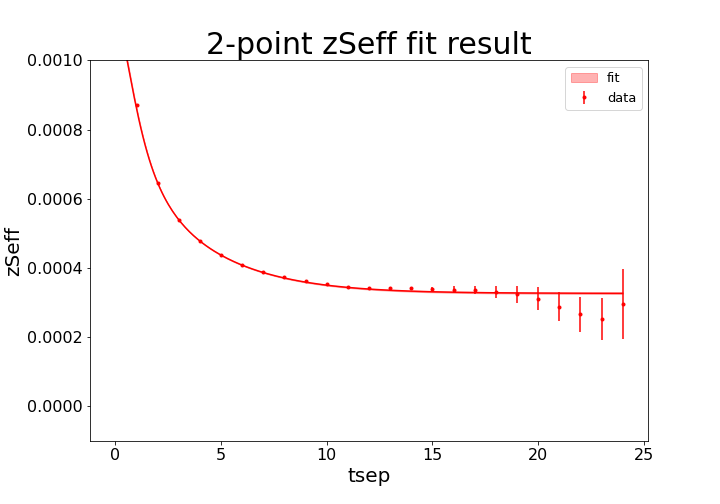 2-point zSeff fit result
zSeff
0.0010
0.0008
0.0006
0.0004
0.0002
0.0000
fit
data
0 5 10 15 20 25
tsep